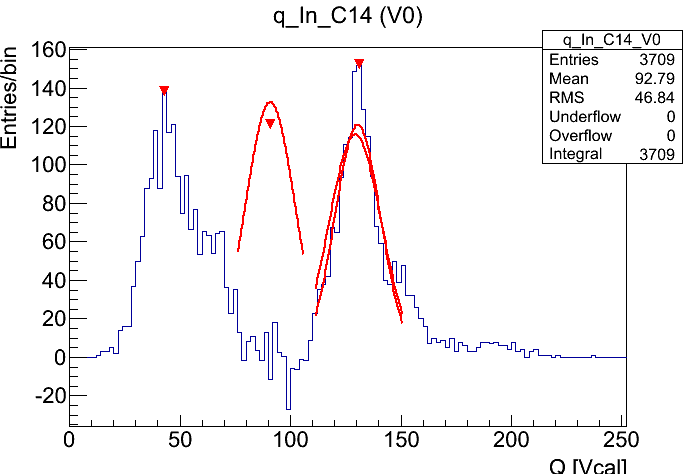 q_In_C14 (V0)
q_In_C14_V0
Entries 3709
Mean 92.79
RMS 46.84
Underflow 0
Overflow 0
Integral 3709
Entries/bin
160
140
120
100
80
60
40
20
0
-20
0 50 100 150 200 250
Q [Vcal]